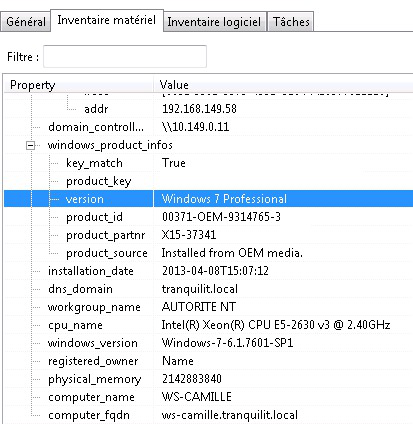 Général Inventaire matériel Inventaire logiciel Tâches
Filtre :
Property Value
addr 192.168.149.58
domain_controll... \\10.149.0.11
windows_product_infos
key_match True
product_key
version Windows 7 Professional
product_id 00371-OEM-9314765-3
product_partnr X15-37341
product_source Installed from OEM media.
installation_date 2013-04-08T15:07:12
dns_domain tranquilit.local
workgroup_name AUTORITE NT
cpu_name Intel(R) Xeon(R) CPU E5-2630 v3 @ 2.40GHz
windows_version Windows-7-6.1.7601-SP1
registered_owner Name
physical_memory 2142883840
computer_name WS-CAMILLE
computer_fqdn ws-camille.tranquilit.local